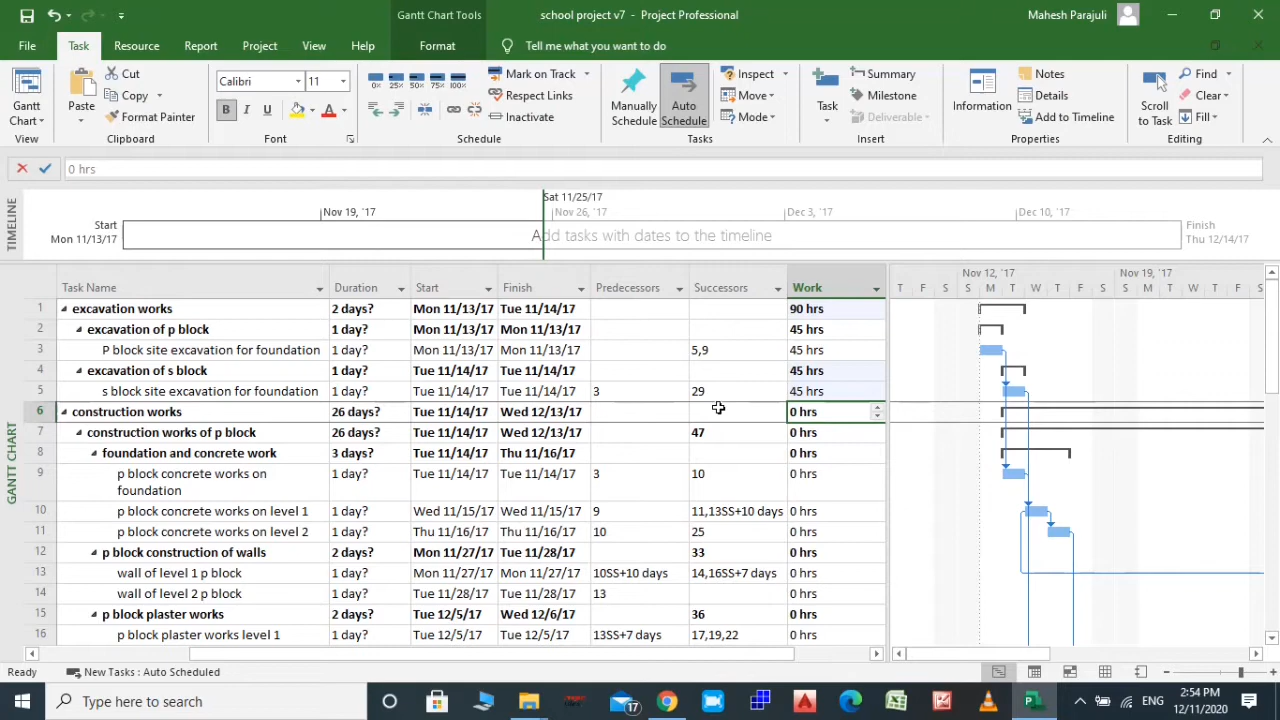 Gantt Chart Tools
school project v7 - Project Professional
Mahesh Parajuli
File
Task
Resource
Report
Project
View
Help
Format
Tell me what you want to do
Gantt
Chart
View
Paste
Cut
Copy
Format Painter
Clipboard
Calibri
11
B I U
Font
0% 25% 50% 75% 100%
Mark on Track
Respect Links
Inactivate
Schedule
Manually
Schedule
Auto
Schedule
Inspect
Move
Mode
Tasks
Task
Summary
Milestone
Deliverable
Insert
Information
Notes
Details
Add to Timeline
Properties
Scroll
to Task
Find
Clear
Fill
Editing
0 hrs
TIMELINE
Sat 11/25/17
Nov 19, '17
Nov 26, '17
Dec 3, '17
Dec 10, '17
Start
Mon 11/13/17
Add tasks with dates to the timeline
Finish
Thu 12/14/17
GANTT CHART
Task Name Duration Start Finish Predecessors Successors Work
Nov 12, '17 Nov 19, '17
T F S S M T W T F S S M T W T F S
1 excavation works 2 days? Mon 11/13/17 Tue 11/14/17 90 hrs
2 excavation of p block 1 day? Mon 11/13/17 Mon 11/13/17 45 hrs
3 P block site excavation for foundation 1 day? Mon 11/13/17 Mon 11/13/17 5,9 45 hrs
4 excavation of s block 1 day? Tue 11/14/17 Tue 11/14/17 45 hrs
5 s block site excavation for foundation 1 day? Tue 11/14/17 Tue 11/14/17 3 29 45 hrs
6 construction works 26 days? Tue 11/14/17 Wed 12/13/17 0 hrs
7 construction works of p block 26 days? Tue 11/14/17 Wed 12/13/17 47 0 hrs
8 foundation and concrete work 3 days? Tue 11/14/17 Thu 11/16/17 0 hrs
9 p block concrete works on
foundation 1 day? Tue 11/14/17 Tue 11/14/17 3 10 0 hrs
10 p block concrete works on level 1 1 day? Wed 11/15/17 Wed 11/15/17 9 11,13SS+10 days 0 hrs
11 p block concrete works on level 2 1 day? Thu 11/16/17 Thu 11/16/17 10 25 0 hrs
12 p block construction of walls 2 days? Mon 11/27/17 Tue 11/28/17 33 0 hrs
13 wall of level 1 p block 1 day? Mon 11/27/17 Mon 11/27/17 10SS+10 days 14,16SS+7 days 0 hrs
14 wall of level 2 p block 1 day? Tue 11/28/17 Tue 11/28/17 13 0 hrs
15 p block plaster works 2 days? Tue 12/5/17 Wed 12/6/17 36 0 hrs
16 p block plaster works level 1 1 day? Tue 12/5/17 Tue 12/5/17 13SS+7 days 17,19,22 0 hrs
Ready
New Tasks : Auto Scheduled
Type here to search
17
ENG
2:54 PM
12/11/2020